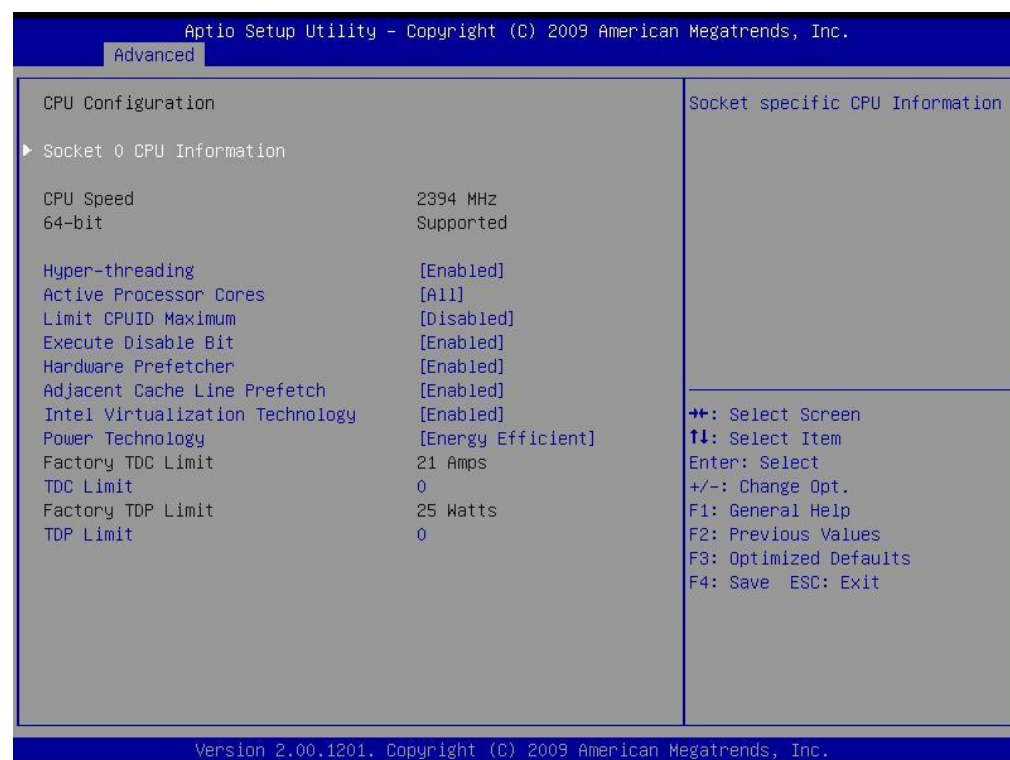 Aptio Setup Utility – Copyright (C) 2009 American Megatrends, Inc.
Advanced
CPU Configuration
Socket 0 CPU Information
CPU Speed 2394 MHz
64-bit Supported
Hyper-threading [Enabled]
Active Processor Cores [All]
Limit CPUID Maximum [Disabled]
Execute Disable Bit [Enabled]
Hardware Prefetcher [Enabled]
Adjacent Cache Line Prefetch [Enabled]
Intel Virtualization Technology [Enabled]
Power Technology [Energy Efficient]
Factory TDC Limit 21 Amps
TDC Limit 0
Factory TDP Limit 25 Watts
TDP Limit 0
Socket specific CPU Information
→←: Select Screen
↑↓: Select Item
Enter: Select
+/-: Change Opt.
F1: General Help
F2: Previous Values
F3: Optimized Defaults
F4: Save ESC: Exit
Version 2.00.1201. Copyright (C) 2009 American Megatrends, Inc.